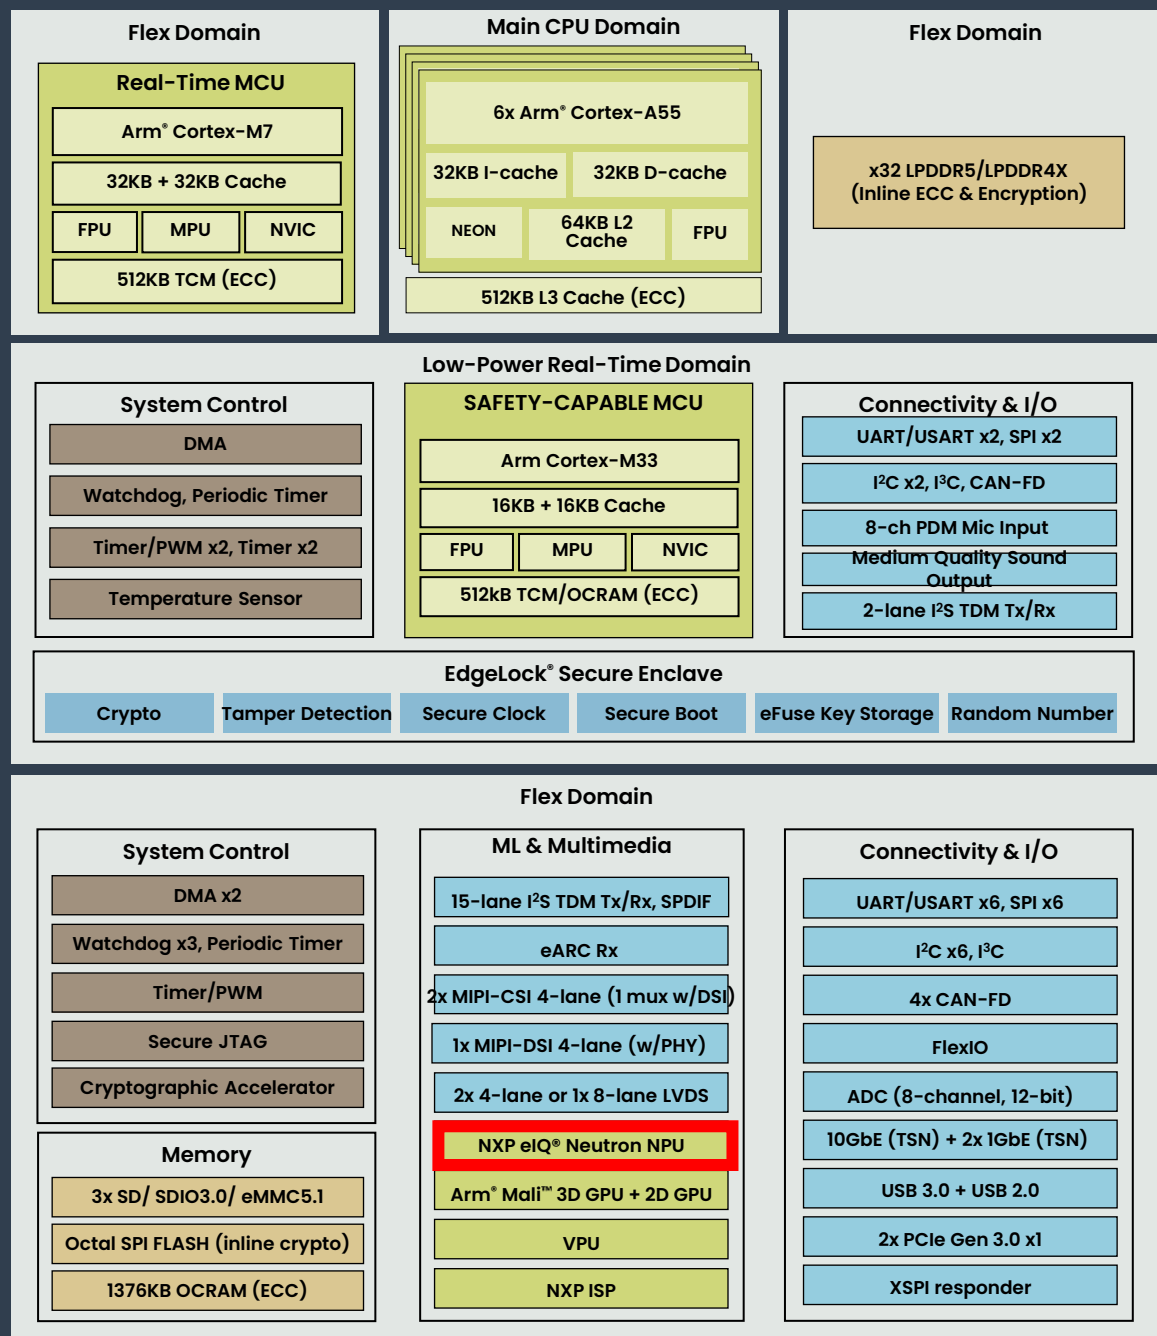 Flex Domain
Real-Time MCU
Arm® Cortex-M7
32KB + 32KB Cache
FPU
MPU
NVIC
512KB TCM (ECC)
Main CPU Domain
6x Arm® Cortex-A55
32KB I-cache
32KB D-cache
NEON
64KB L2
Cache
FPU
512KB L3 Cache (ECC)
Flex Domain
x32 LPDDR5/LPDDR4X
(Inline ECC & Encryption)
Low-Power Real-Time Domain
System Control
DMA
Watchdog, Periodic Timer
Timer/PWM x2, Timer x2
Temperature Sensor
SAFETY-CAPABLE MCU
Arm Cortex-M33
16KB + 16KB Cache
FPU
MPU
NVIC
512kB TCM/OCRAM (ECC)
Connectivity & I/O
UART/USART x2, SPI x2
I²C x2, I³C, CAN-FD
8-ch PDM Mic Input
Medium Quality Sound
Output
2-lane I²S TDM Tx/Rx
EdgeLock® Secure Enclave
Crypto
Tamper Detection
Secure Clock
Secure Boot
eFuse Key Storage
Random Number
Flex Domain
System Control
DMA x2
Watchdog x3, Periodic Timer
Timer/PWM
Secure JTAG
Cryptographic Accelerator
Memory
3x SD/ SDIO3.0/ eMMC5.1
Octal SPI FLASH (inline crypto)
1376KB OCRAM (ECC)
ML & Multimedia
15-lane I²S TDM Tx/Rx, SPDIF
eARC Rx
2x MIPI-CSI 4-lane (1 mux w/DSI)
1x MIPI-DSI 4-lane (w/PHY)
2x 4-lane or 1x 8-lane LVDS
NXP eIQ® Neutron NPU
Arm® Mali™ 3D GPU + 2D GPU
VPU
NXP ISP
Connectivity & I/O
UART/USART x6, SPI x6
I²C x6, I³C
4x CAN-FD
FlexIO
ADC (8-channel, 12-bit)
10GbE (TSN) + 2x 1GbE (TSN)
USB 3.0 + USB 2.0
2x PCIe Gen 3.0 x1
XSPI responder